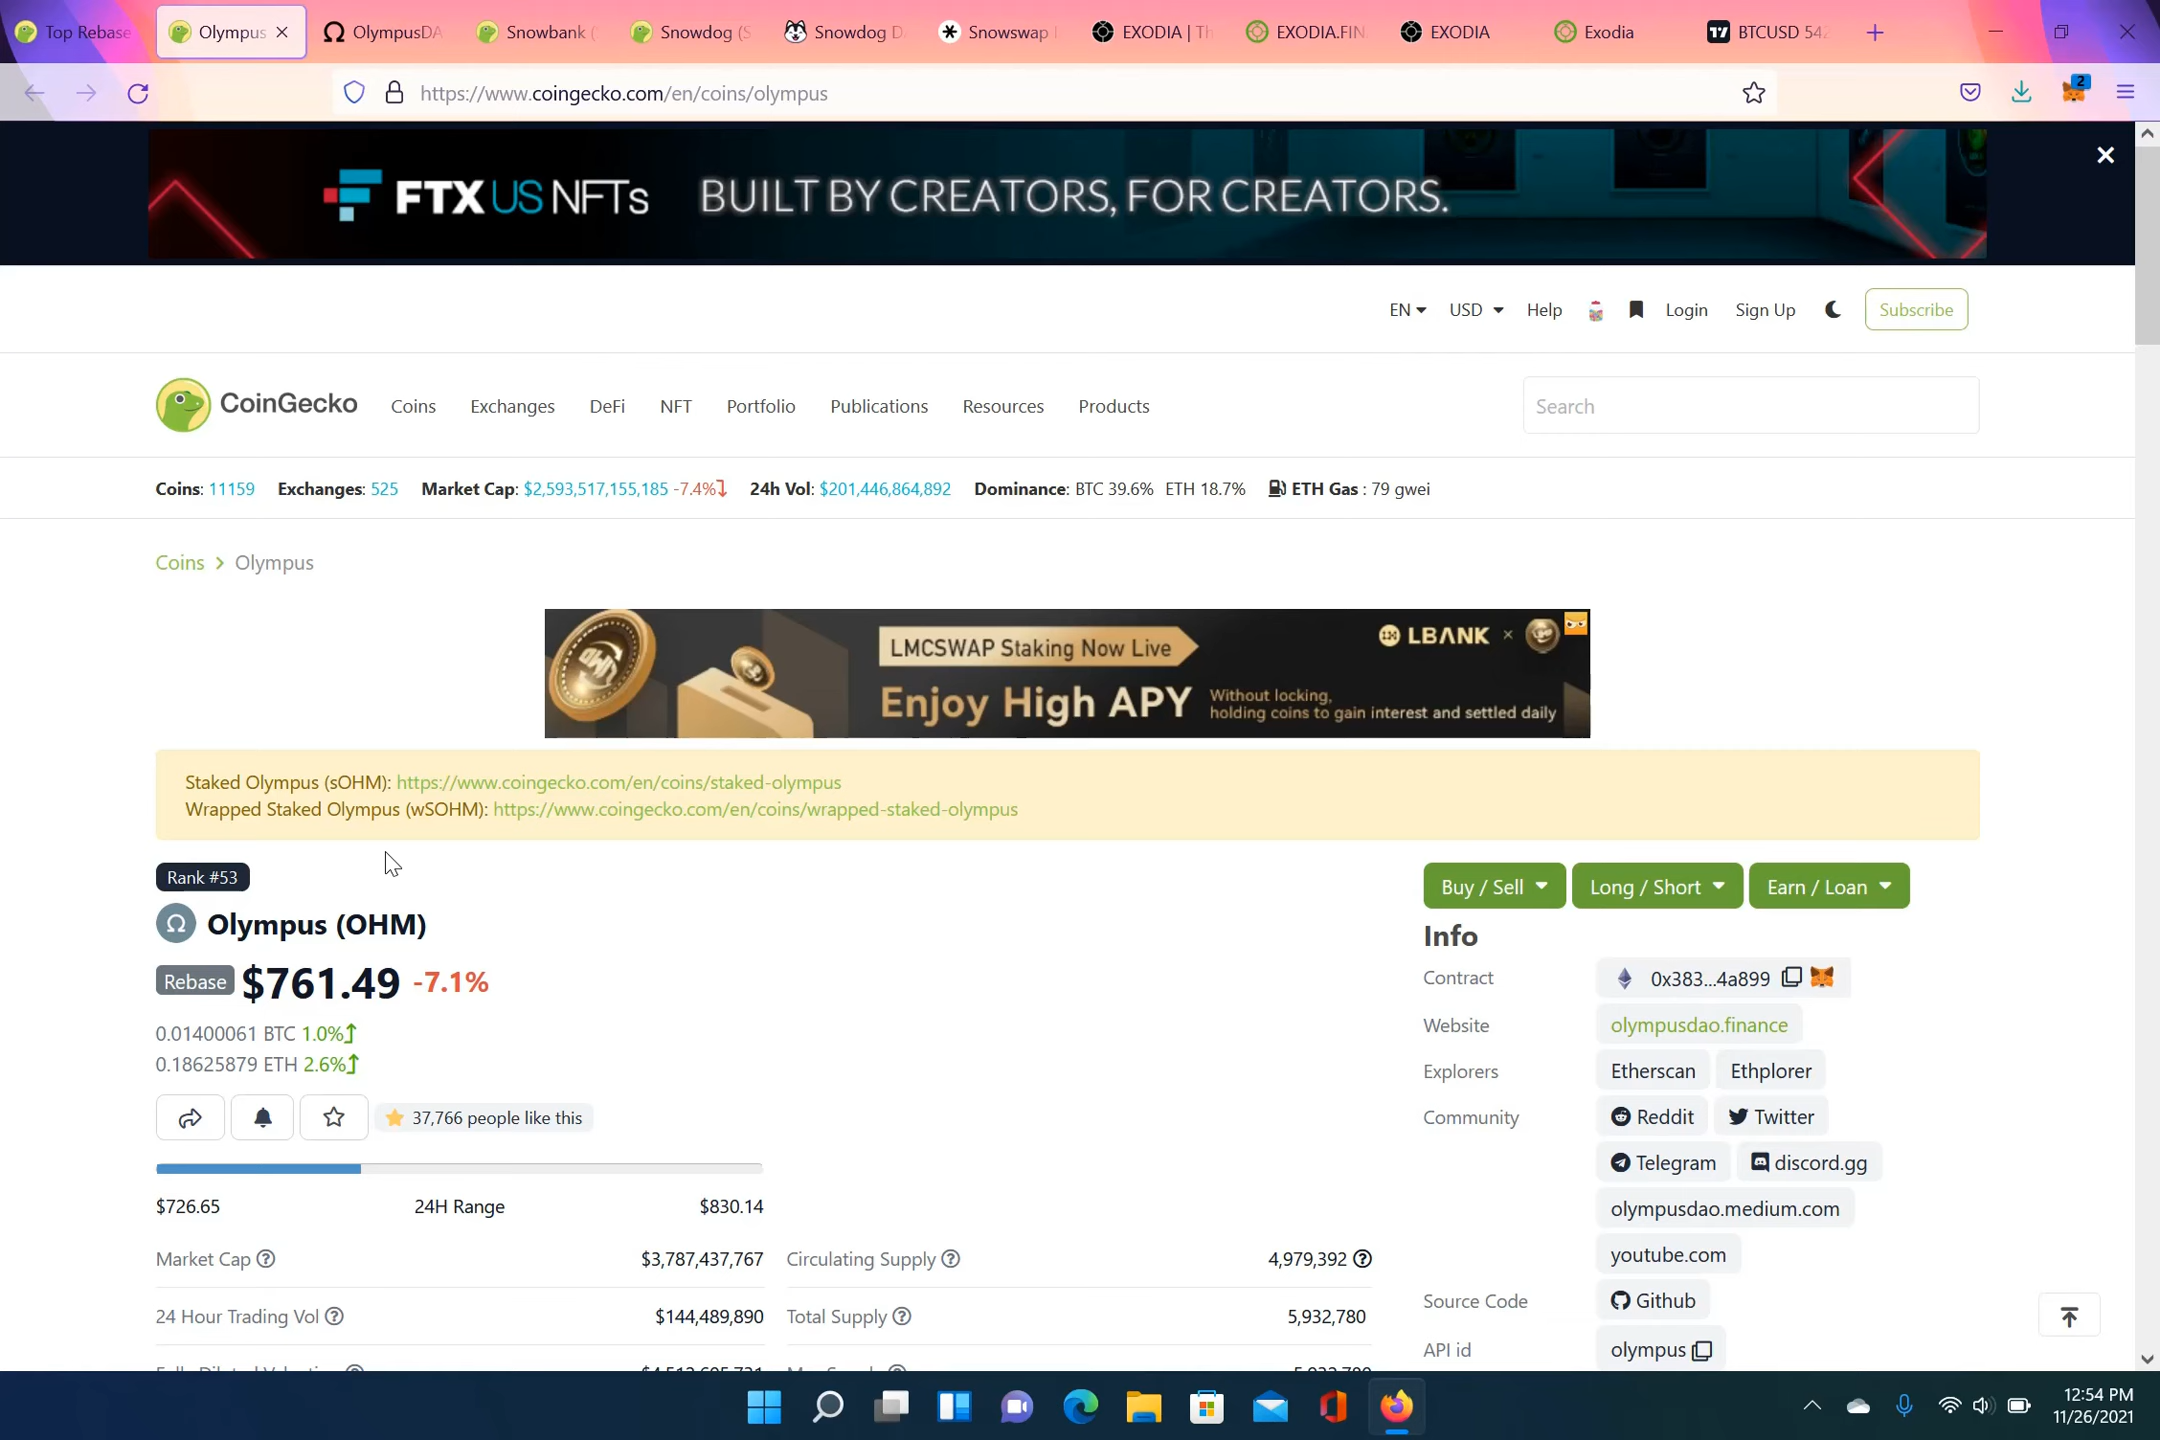 Top Rebase
Olympus
OlympusDA
Snowbank (
Snowdog (S
Snowdog D
Snowswap
EXODIA | Th
EXODIA.FIN
EXODIA
Exodia
BTCUSD 542
https://www.coingecko.com/en/coins/olympus
2
FTX US NFTs BUILT BY CREATORS, FOR CREATORS.
EN USD Help Login Sign Up Subscribe
CoinGecko Coins Exchanges DeFi NFT Portfolio Publications Resources Products Search
Coins: 11159 Exchanges: 525 Market Cap: $2,593,517,155,185 -7.4% 24h Vol: $201,446,864,892 Dominance: BTC 39.6% ETH 18.7% ETH Gas : 79 gwei
Coins > Olympus
LMCSWAP Staking Now Live
LBANK ×
Enjoy High APY
Without locking,
holding coins to gain interest and settled daily
Staked Olympus (sOHM): https://www.coingecko.com/en/coins/staked-olympus
Wrapped Staked Olympus (wSOHM): https://www.coingecko.com/en/coins/wrapped-staked-olympus
Rank #53
Olympus (OHM)
Rebase $761.49 -7.1%
0.01400061 BTC 1.0%
0.18625879 ETH 2.6%
37,766 people like this
$726.65 24H Range $830.14
Market Cap $3,787,437,767
24 Hour Trading Vol $144,489,890
Circulating Supply 4,979,392
Total Supply 5,932,780
Buy / Sell Long / Short Earn / Loan
Info
Contract 0x383...4a899
Website olympusdao.finance
Explorers Etherscan Ethplorer
Community Reddit Twitter
Telegram discord.gg
olympusdao.medium.com
youtube.com
Source Code Github
API id olympus
12:54 PM
11/26/2021